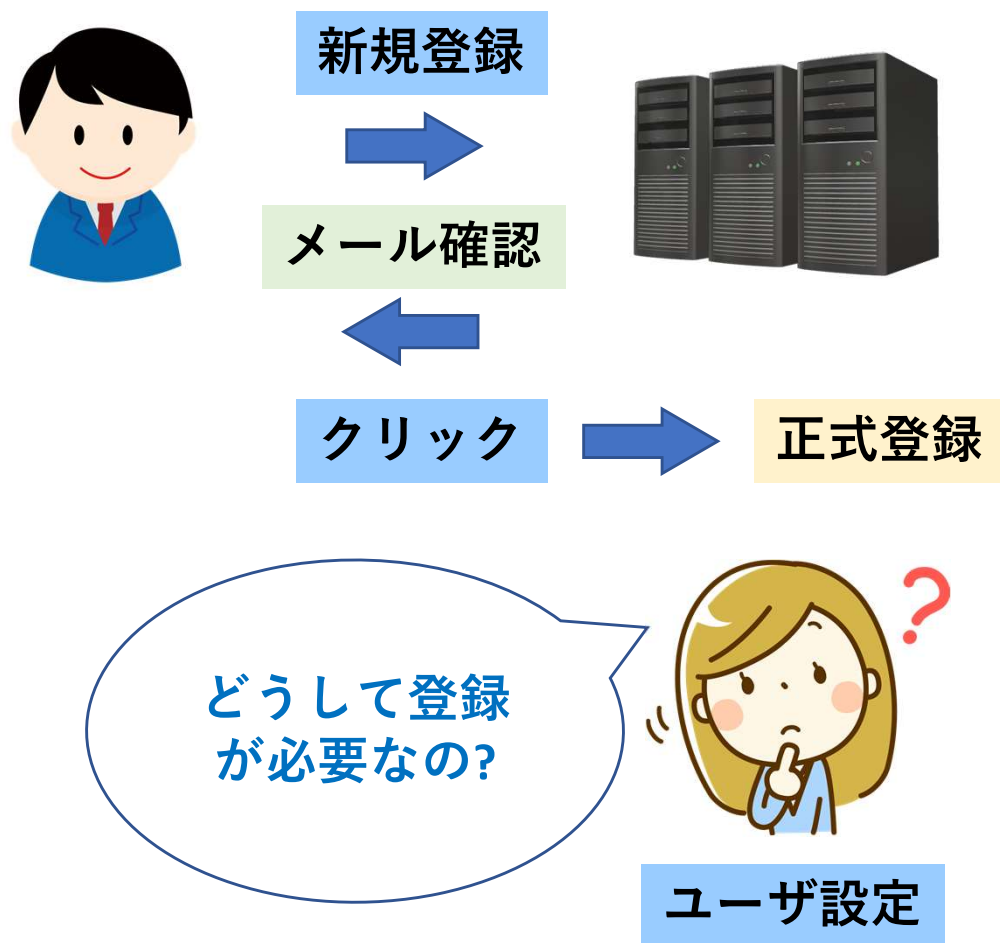 新規登録
メール確認
クリック
正式登録
どうして登録
が必要なの?
?
ユーザ設定